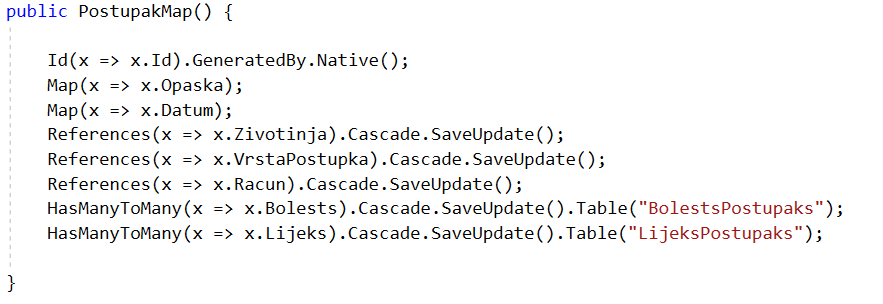 public PostupakMap() {
Id(x => x.Id).GeneratedBy.Native();
Map(x => x.Opaska);
Map(x => x.Datum);
References(x => x.Zivotinja).Cascade.SaveUpdate();
References(x => x.VrstaPostupka).Cascade.SaveUpdate();
References(x => x.Racun).Cascade.SaveUpdate();
HasManyToMany(x => x.Bolests).Cascade.SaveUpdate().Table("BolestsPostupaks");
HasManyToMany(x => x.Lijeks).Cascade.SaveUpdate().Table("LijeksPostupaks");
}